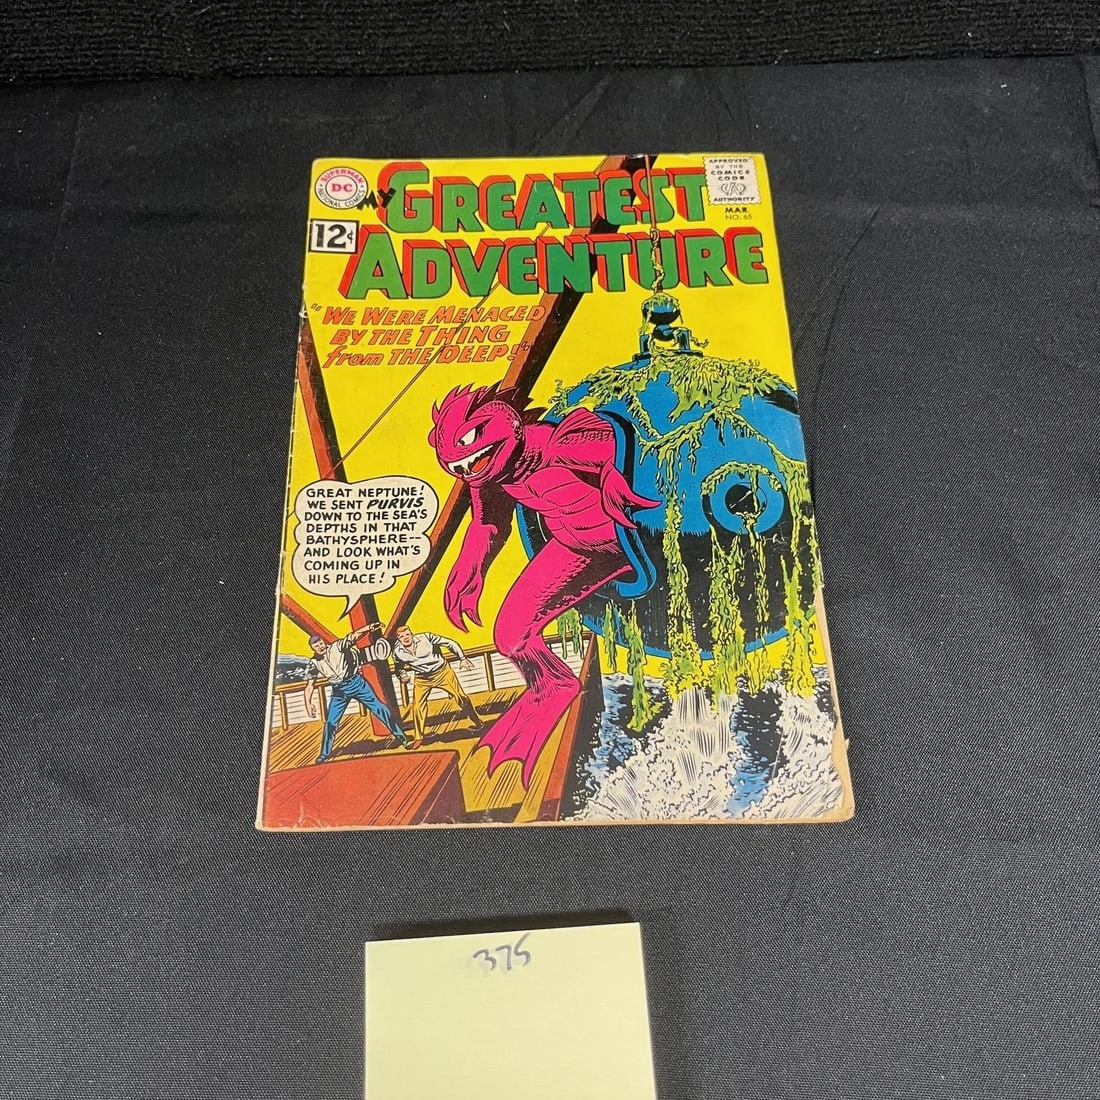 SUPERMAN
DC
NATIONAL COMICS
MY GREATEST
ADVENTURE
APPROVED
BY THE
COMICS
CODE
CA
AUTHORITY
MAR.
NO. 65
12¢
"WE WERE MENACED
BY THE THING
from THE DEEP!"
GREAT NEPTUNE!
WE SENT PURVIS
DOWN TO THE SEA'S
DEPTHS IN THAT
BATHYSPHERE--
AND LOOK WHAT'S
COMING UP IN
HIS PLACE!
375